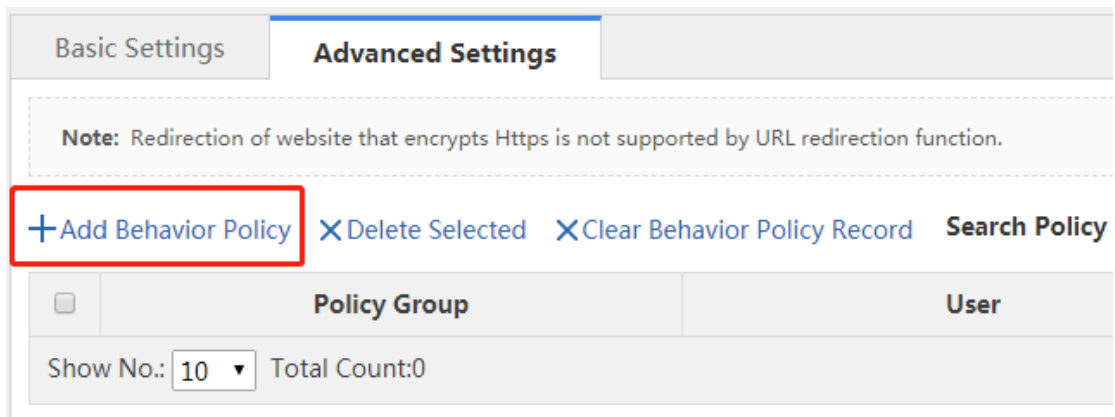 Basic Settings Advanced Settings
Note: Redirection of website that encrypts Https is not supported by URL redirection function.
Add Behavior Policy Delete Selected Clear Behavior Policy Record Search Policy
Policy Group User
Show No.: 10 Total Count:0